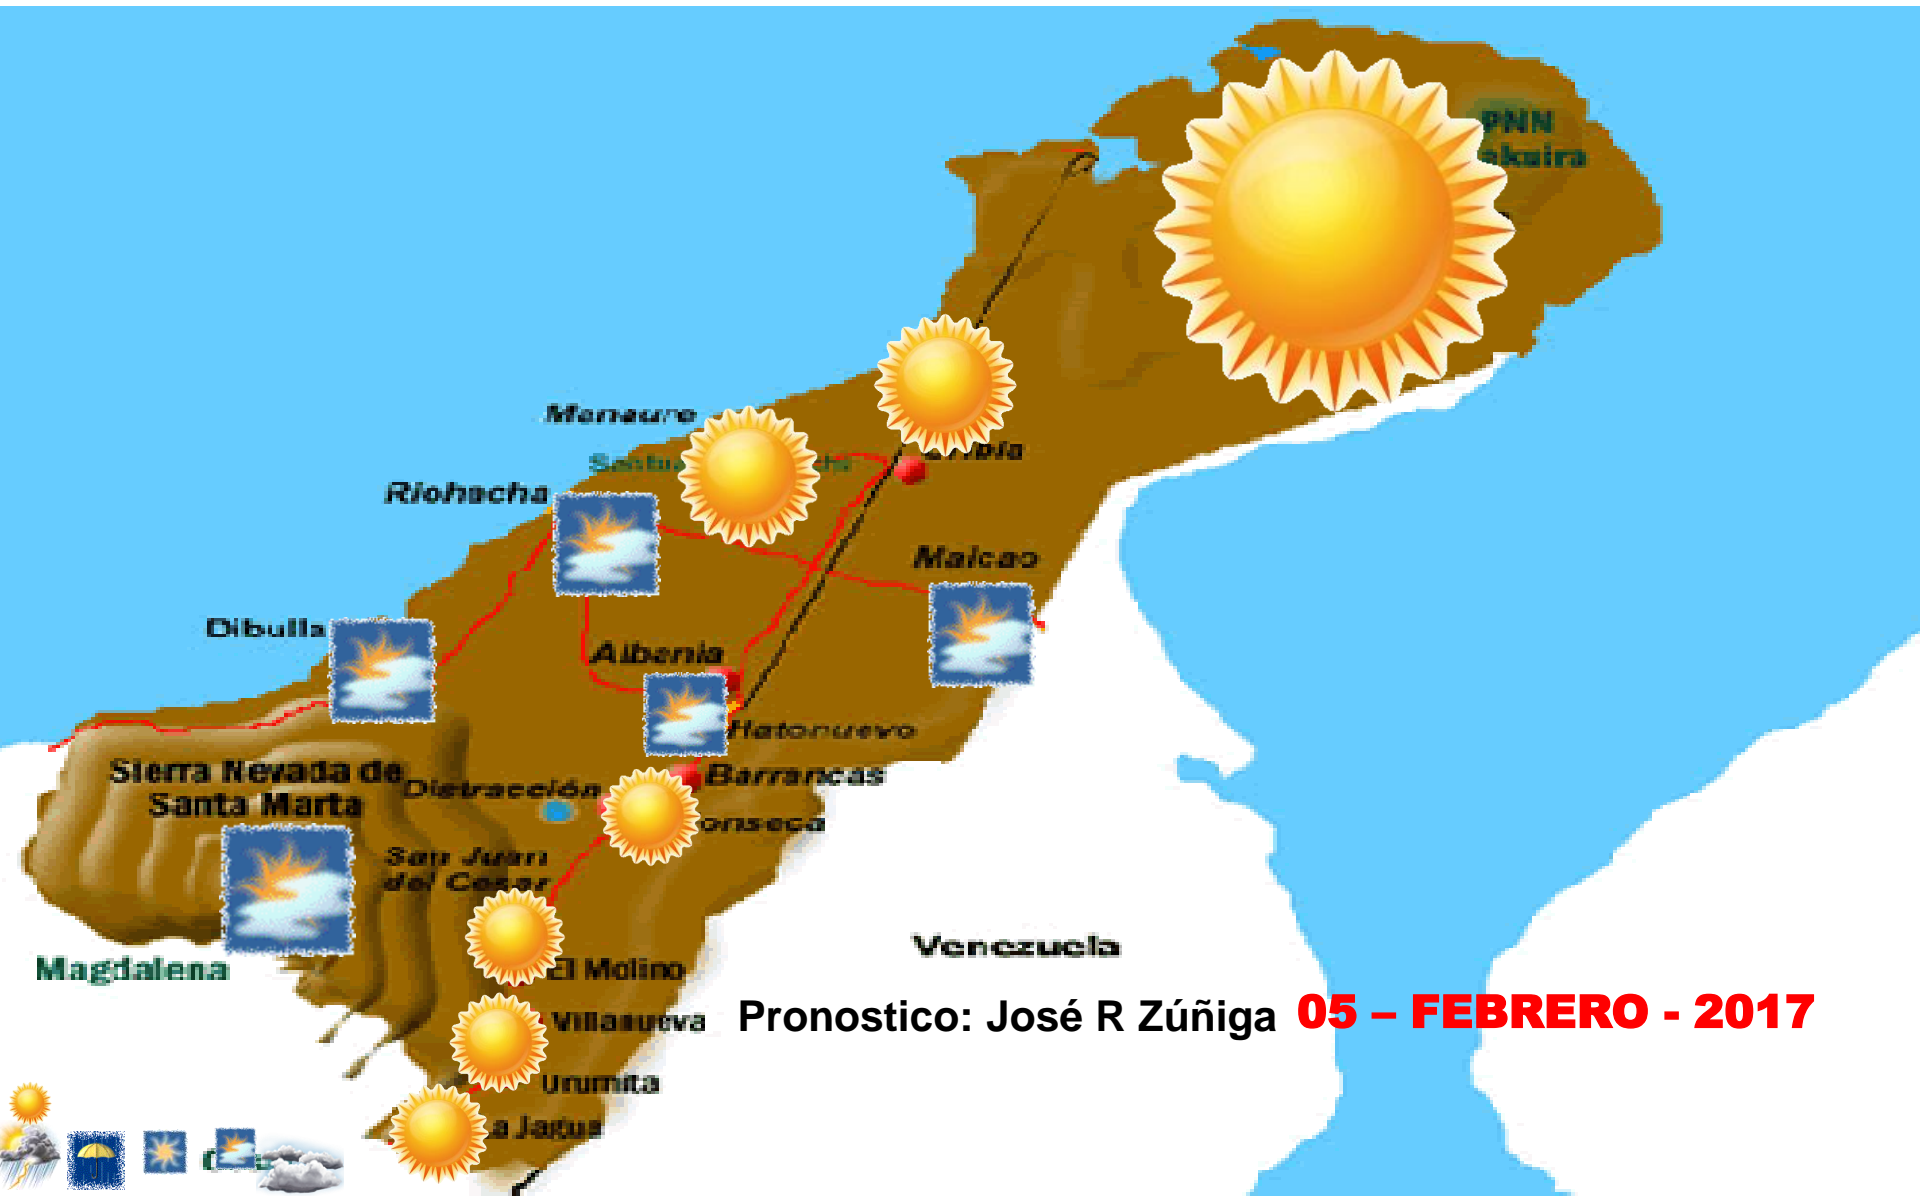 PNN
Manaure
Riohacha
Maicao
Dibulla
Albania
Hatonuevo
Sierra Nevada de
Santa Marta
Distracción
Barrancas
San Juan
del Cesar
Magdalena
El Molino
Venezuela
Villanueva
Pronostico: José R Zúñiga 05 – FEBRERO - 2017
Urumita